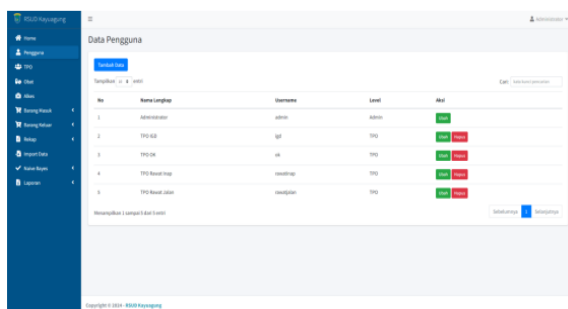 RSUD Kayuagung
Administrator
Home
Pengguna
TPO
Obat
Alkes
Barang Masuk
Barang Keluar
Rekap
Import Data
Naive Bayes
Laporan
Data Pengguna
Tambah Data
Tampilkan entri
Cari:
No Nama Lengkap Username Level Aksi
1 Administrator admin Admin Ubah
2 TPO IGD igd TPO Ubah Hapus
3 TPO OK ok TPO Ubah Hapus
4 TPO Rawat Inap rawatinap TPO Ubah Hapus
5 TPO Rawat Jalan rawatjalan TPO Ubah Hapus
Menampilkan 1 sampai 5 dari 5 entri
Sebelumnya 1 Selanjutnya
Copyright © 2024 - RSUD Kayuagung